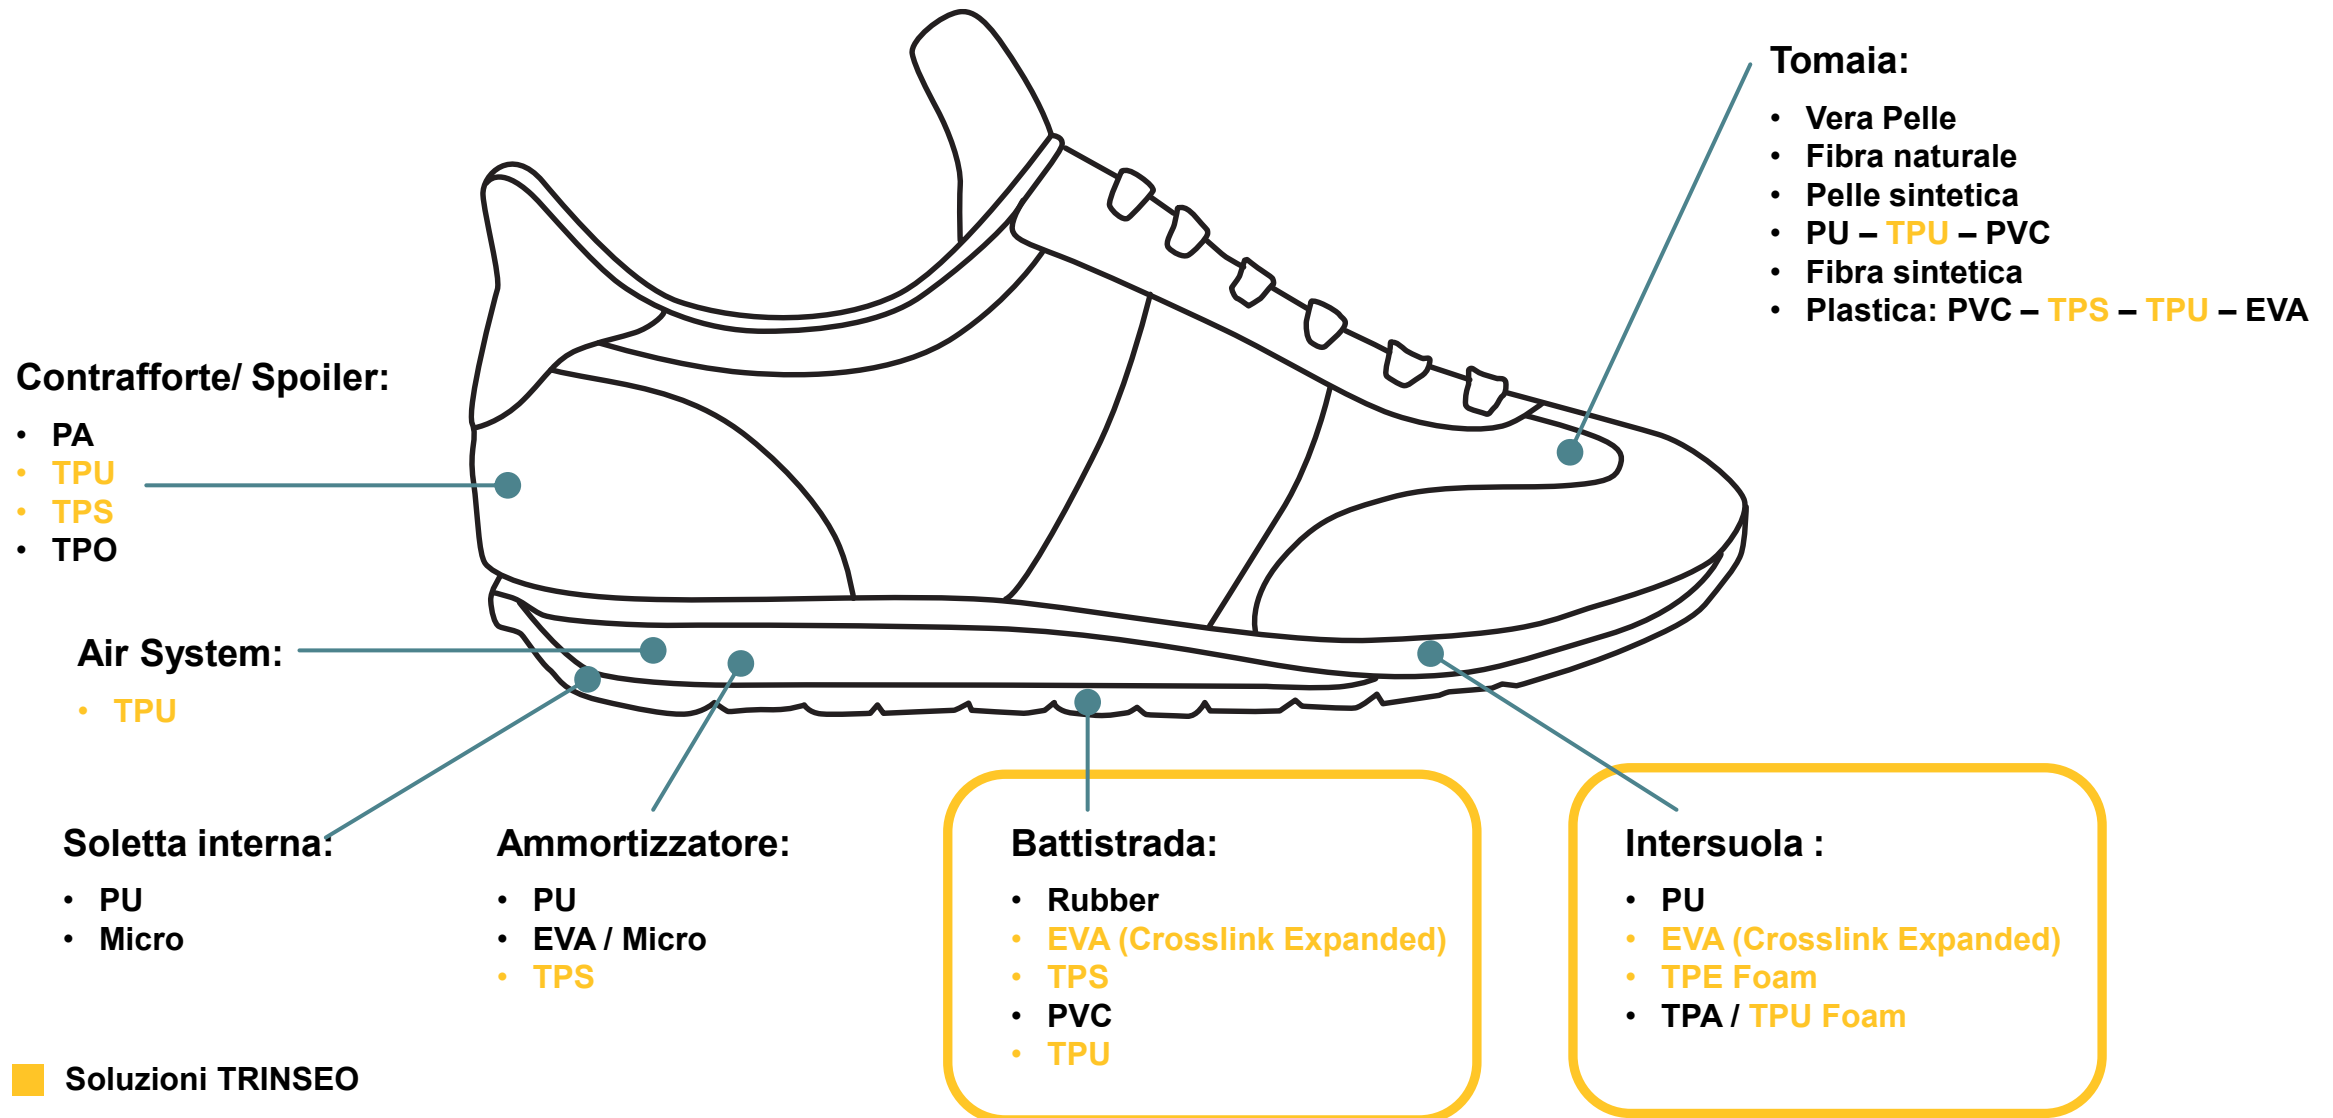 Tomaia:
• Vera Pelle
• Fibra naturale
• Pelle sintetica
• PU – TPU – PVC
• Fibra sintetica
• Plastica: PVC – TPS – TPU – EVA
Contrafforte/ Spoiler:
• PA
• TPU
• TPS
• TPO
Air System:
• TPU
Soletta interna:
• PU
• Micro
Ammortizzatore:
• PU
• EVA / Micro
• TPS
Battistrada:
• Rubber
• EVA (Crosslink Expanded)
• TPS
• PVC
• TPU
Intersuola :
• PU
• EVA (Crosslink Expanded)
• TPE Foam
• TPA / TPU Foam
Soluzioni TRINSEO